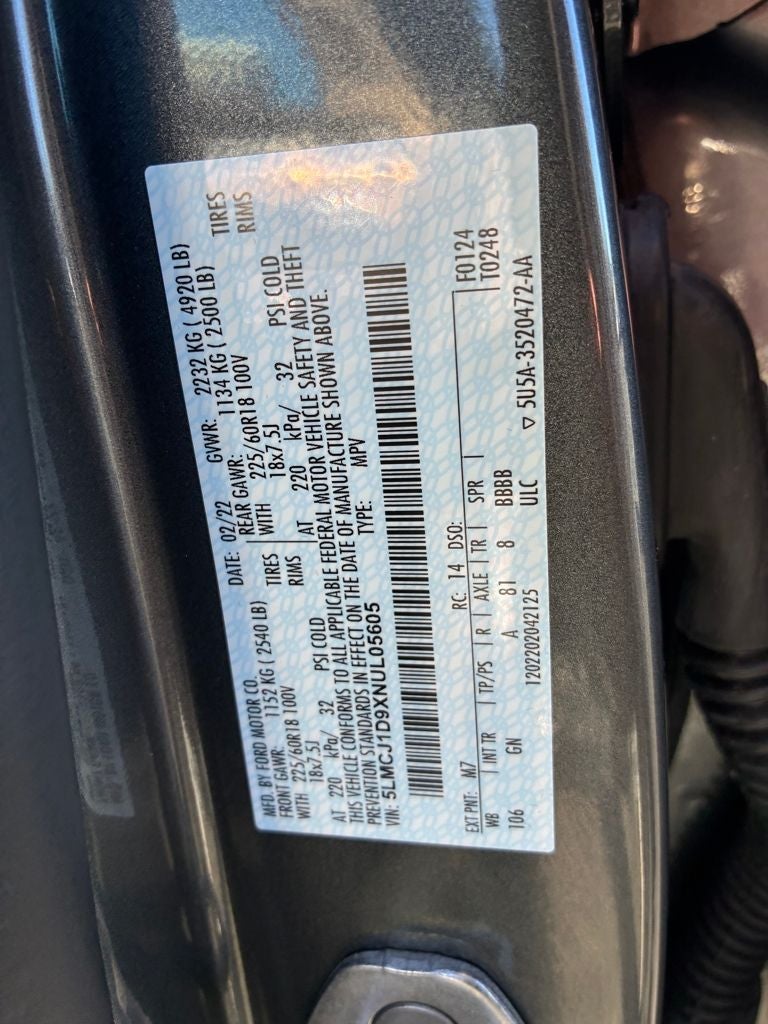 MFD. BY FORD MOTOR CO. DATE: 02/22 GVWR: 2232 KG ( 4920 LB)
FRONT GAWR: 1152 KG ( 2540 LB) REAR GAWR: 1134 KG ( 2500 LB)
WITH 225/60R18 100V TIRES WITH 225/60R18 100V TIRES
18x7.5J RIMS 18x7.5J RIMS
AT 220 kPa/ 32 PSI COLD AT 220 kPa/ 32 PSI COLD
THIS VEHICLE CONFORMS TO ALL APPLICABLE FEDERAL MOTOR VEHICLE SAFETY AND THEFT
PREVENTION STANDARDS IN EFFECT ON THE DATE OF MANUFACTURE SHOWN ABOVE.
VIN: 5LMCJ1D9XNUL05605 TYPE: MPV
F0124
EXT PNT: M7 RC: 14 DSO: T0248
WB INT TR TP/PS R AXLE TR SPR
106 GN A 81 8 BBBB
1202202042125 ULC ▽ 5U5A-3520472-AA